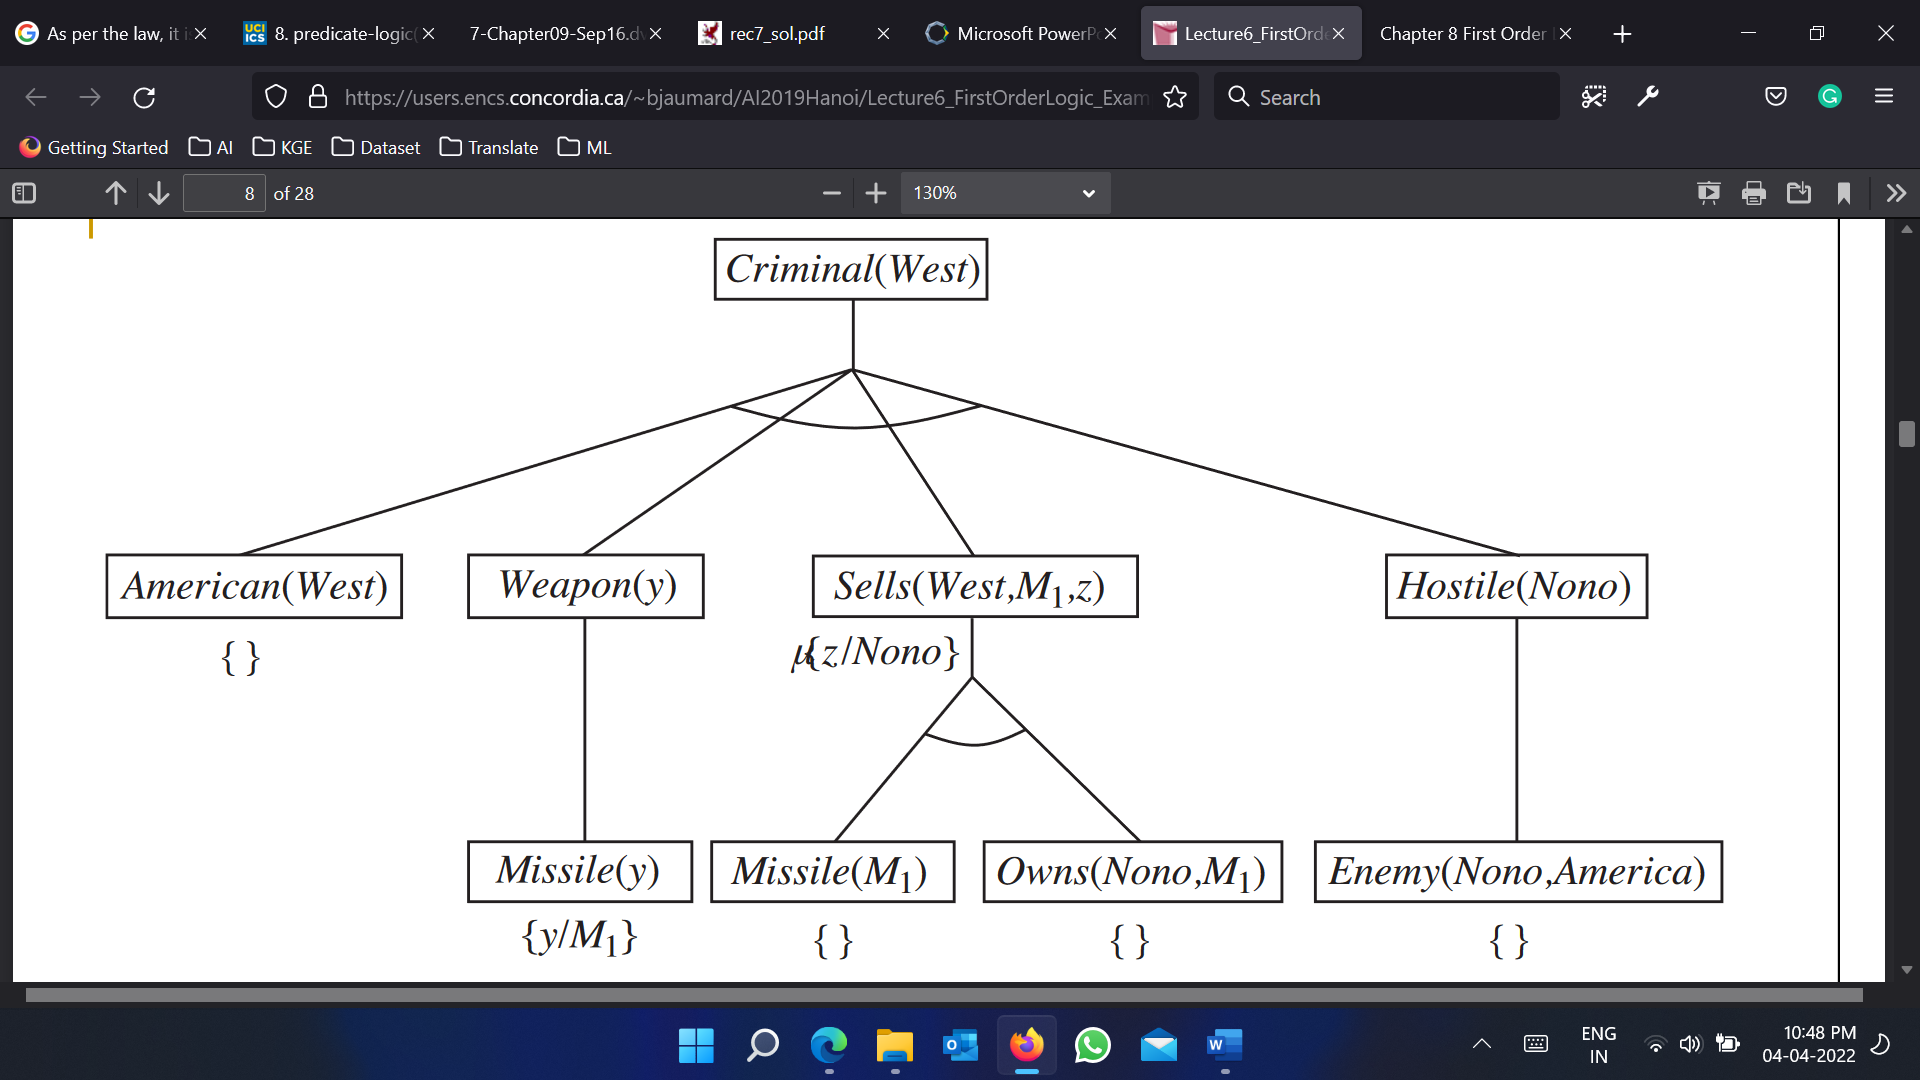 As per the law, it i
8. predicate-logic(
7-Chapter09-Sep16.dv
rec7_sol.pdf
Microsoft PowerPo
Lecture6_FirstOrde
Chapter 8 First Order
https://users.encs.concordia.ca/~bjaumard/AI2019Hanoi/Lecture6_FirstOrderLogic_Exam
Search
Getting Started AI KGE Dataset Translate ML
8 of 28
130%
Criminal(West)
American(West) Weapon(y) Sells(West,M₁,z) Hostile(Nono)
{ } μ{z/Nono}
Missile(y) Missile(M₁) Owns(Nono,M₁) Enemy(Nono,America)
{y/M₁} { } { } { }
ENG
IN
10:48 PM
04-04-2022